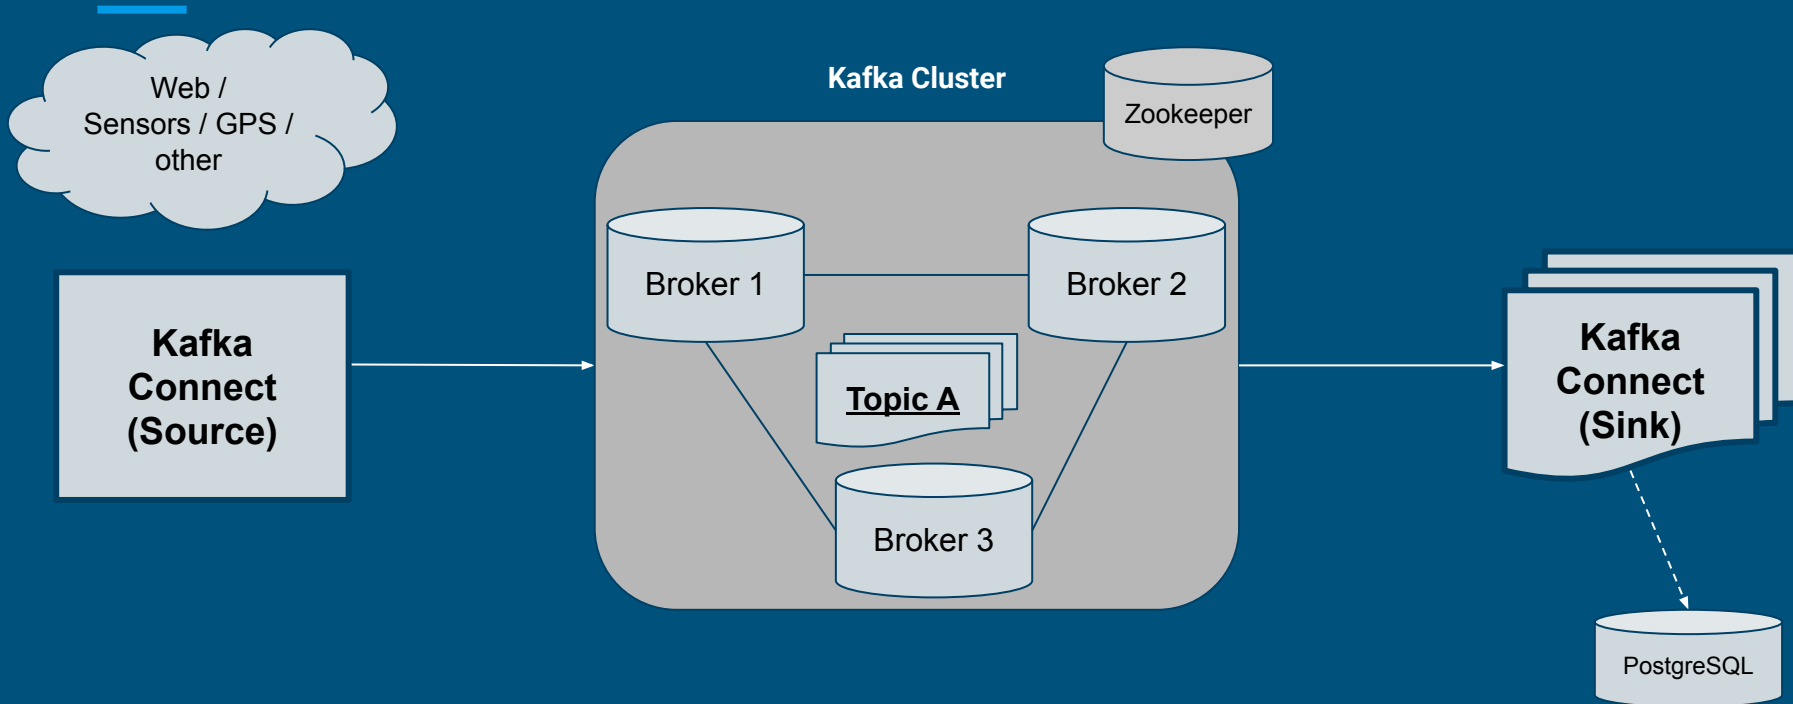 Web /
Sensors / GPS /
other
Kafka Cluster
Zookeeper
Broker 1
Broker 2
Kafka
Connect
(Source)
Topic A
Kafka
Connect
(Sink)
Broker 3
PostgreSQL